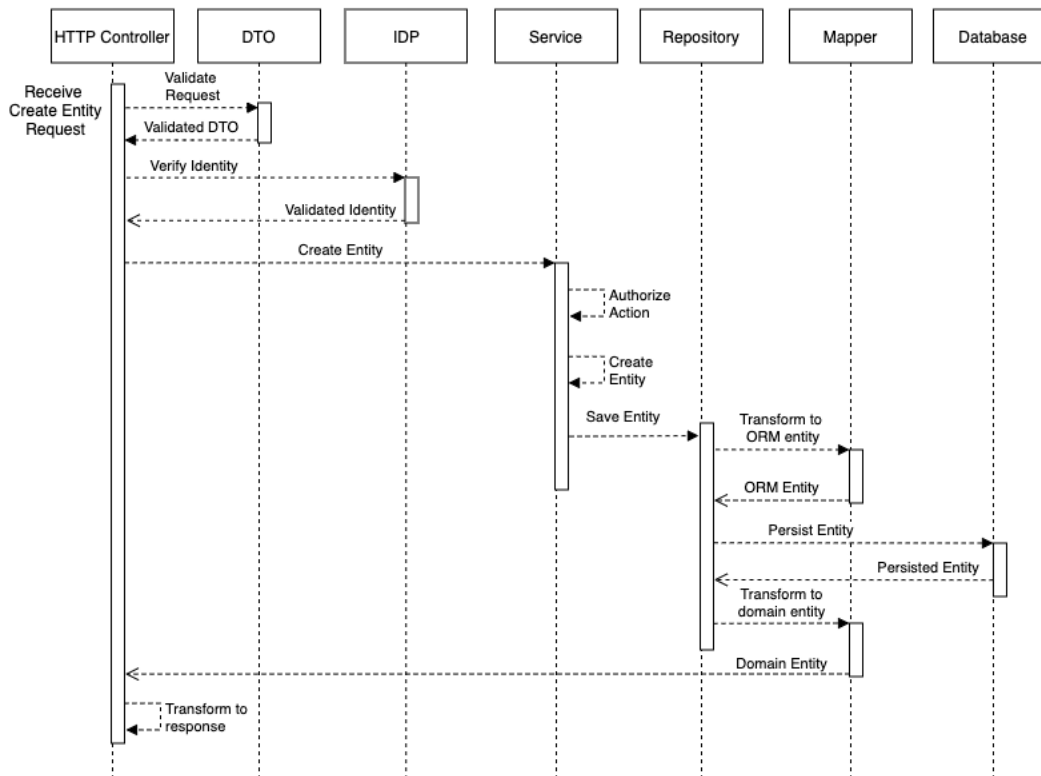 HTTP Controller
DTO
IDP
Service
Repository
Mapper
Database
Receive
Create Entity
Request
Validate
Request
Validated DTO
Verify Identity
Validated Identity
Create Entity
Authorize
Action
Create
Entity
Save Entity
Transform to
ORM entity
ORM Entity
Persist Entity
Persisted Entity
Transform to
domain entity
Domain Entity
Transform to
response